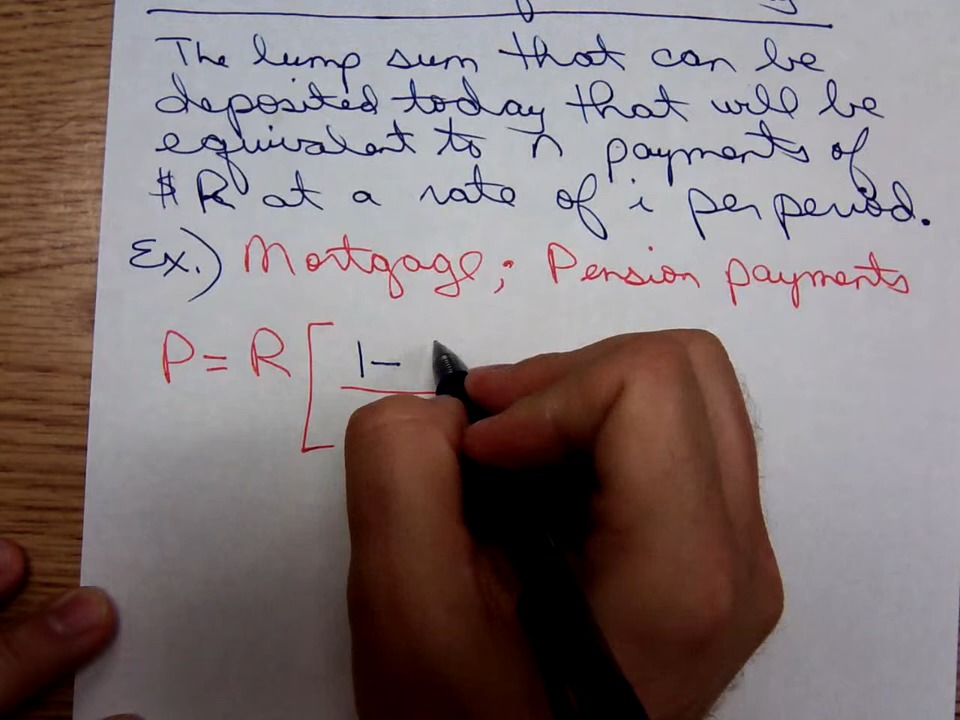 The lump sum that can be
deposited today that will be
equivalent to n payments of
$R at a rate of i per period.
Ex.) Mortgage; Pension payments
P = R [ 1-